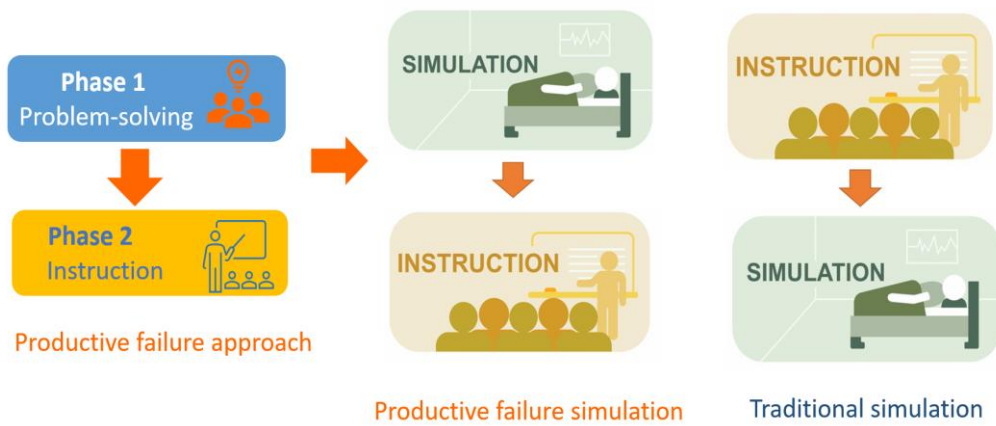 Phase 1
Problem-solving
Phase 2
Instruction
Productive failure approach
SIMULATION
INSTRUCTION
Productive failure simulation
INSTRUCTION
SIMULATION
Traditional simulation